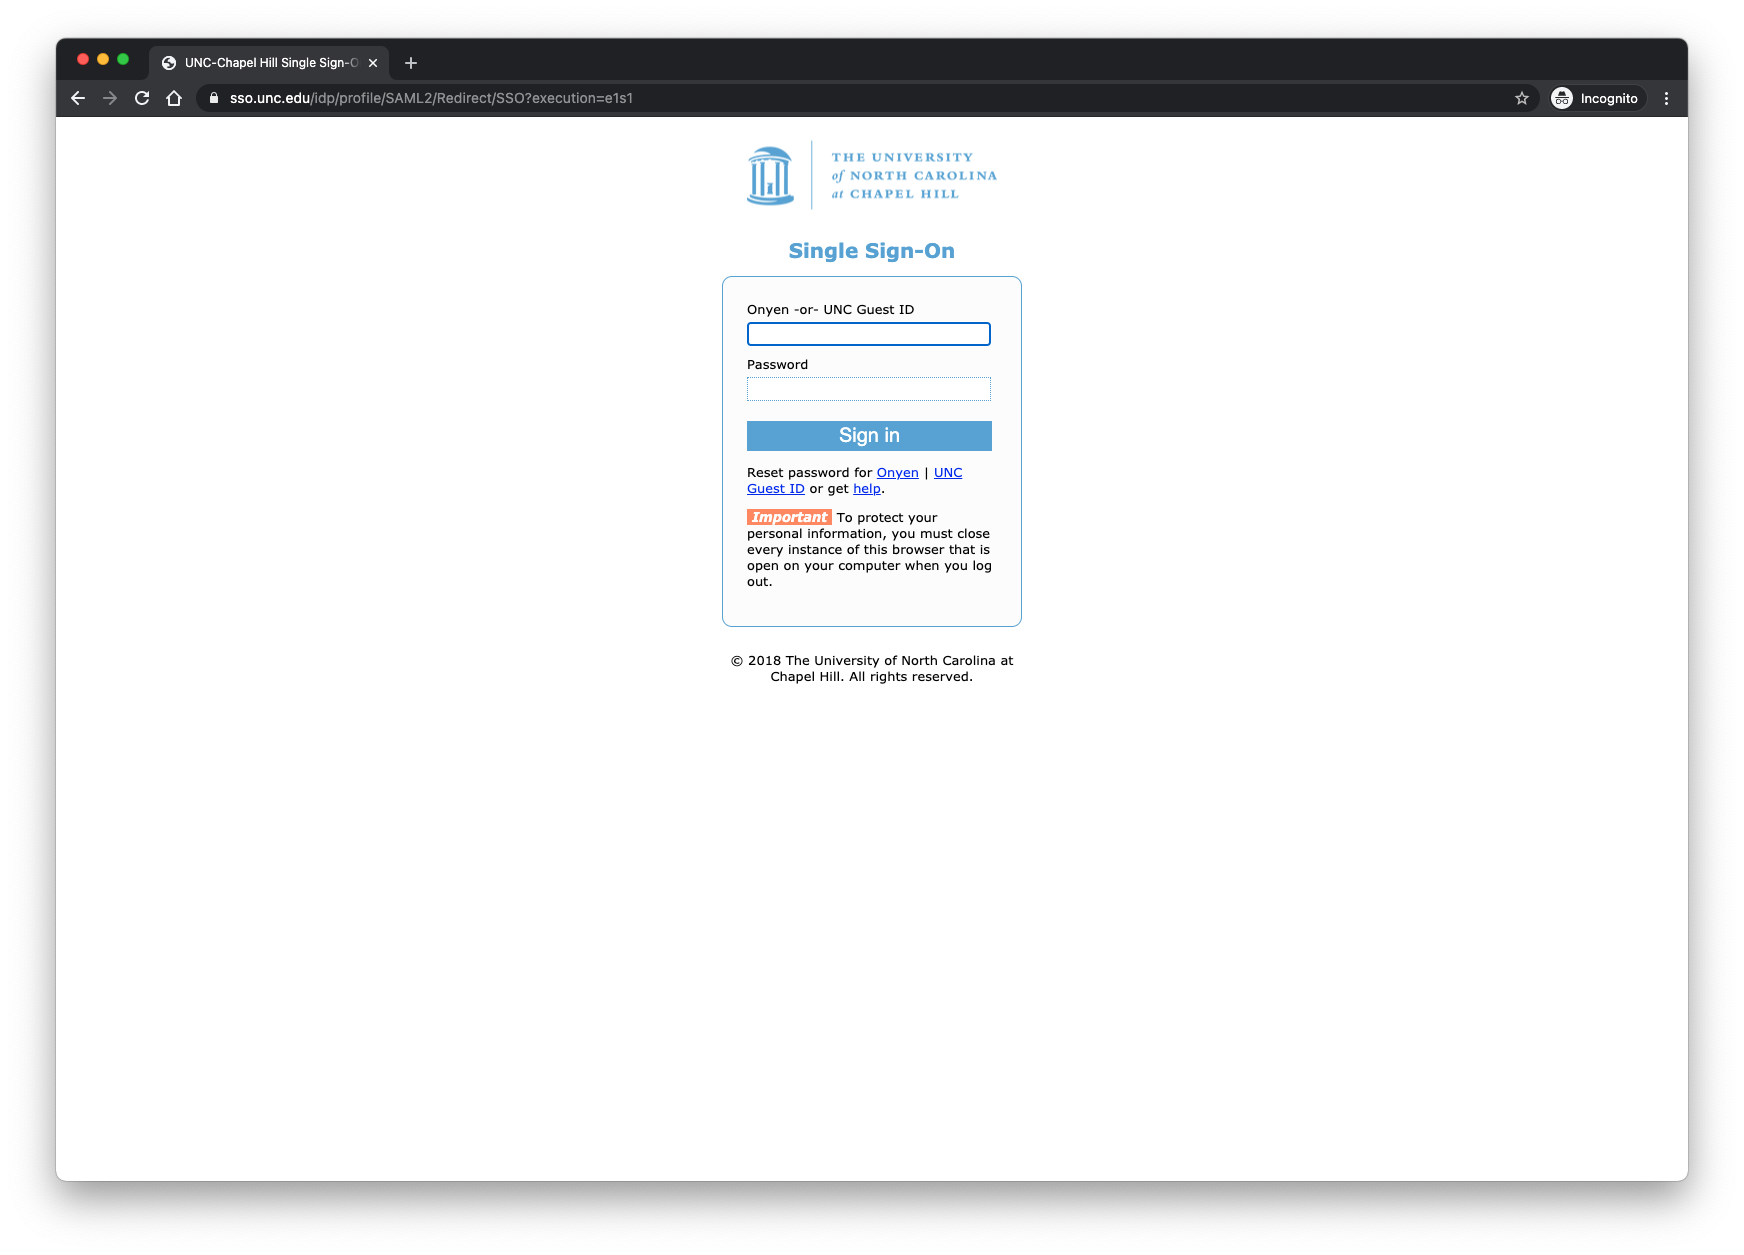 UNC-Chapel Hill Single Sign-O
sso.unc.edu/idp/profile/SAML2/Redirect/SSO?execution=e1s1
Incognito
THE UNIVERSITY
of NORTH CAROLINA
at CHAPEL HILL
Single Sign-On
Onyen -or- UNC Guest ID
Password
Sign in
Reset password for Onyen | UNC
Guest ID or get help.
Important To protect your
personal information, you must close
every instance of this browser that is
open on your computer when you log
out.
© 2018 The University of North Carolina at
Chapel Hill. All rights reserved.